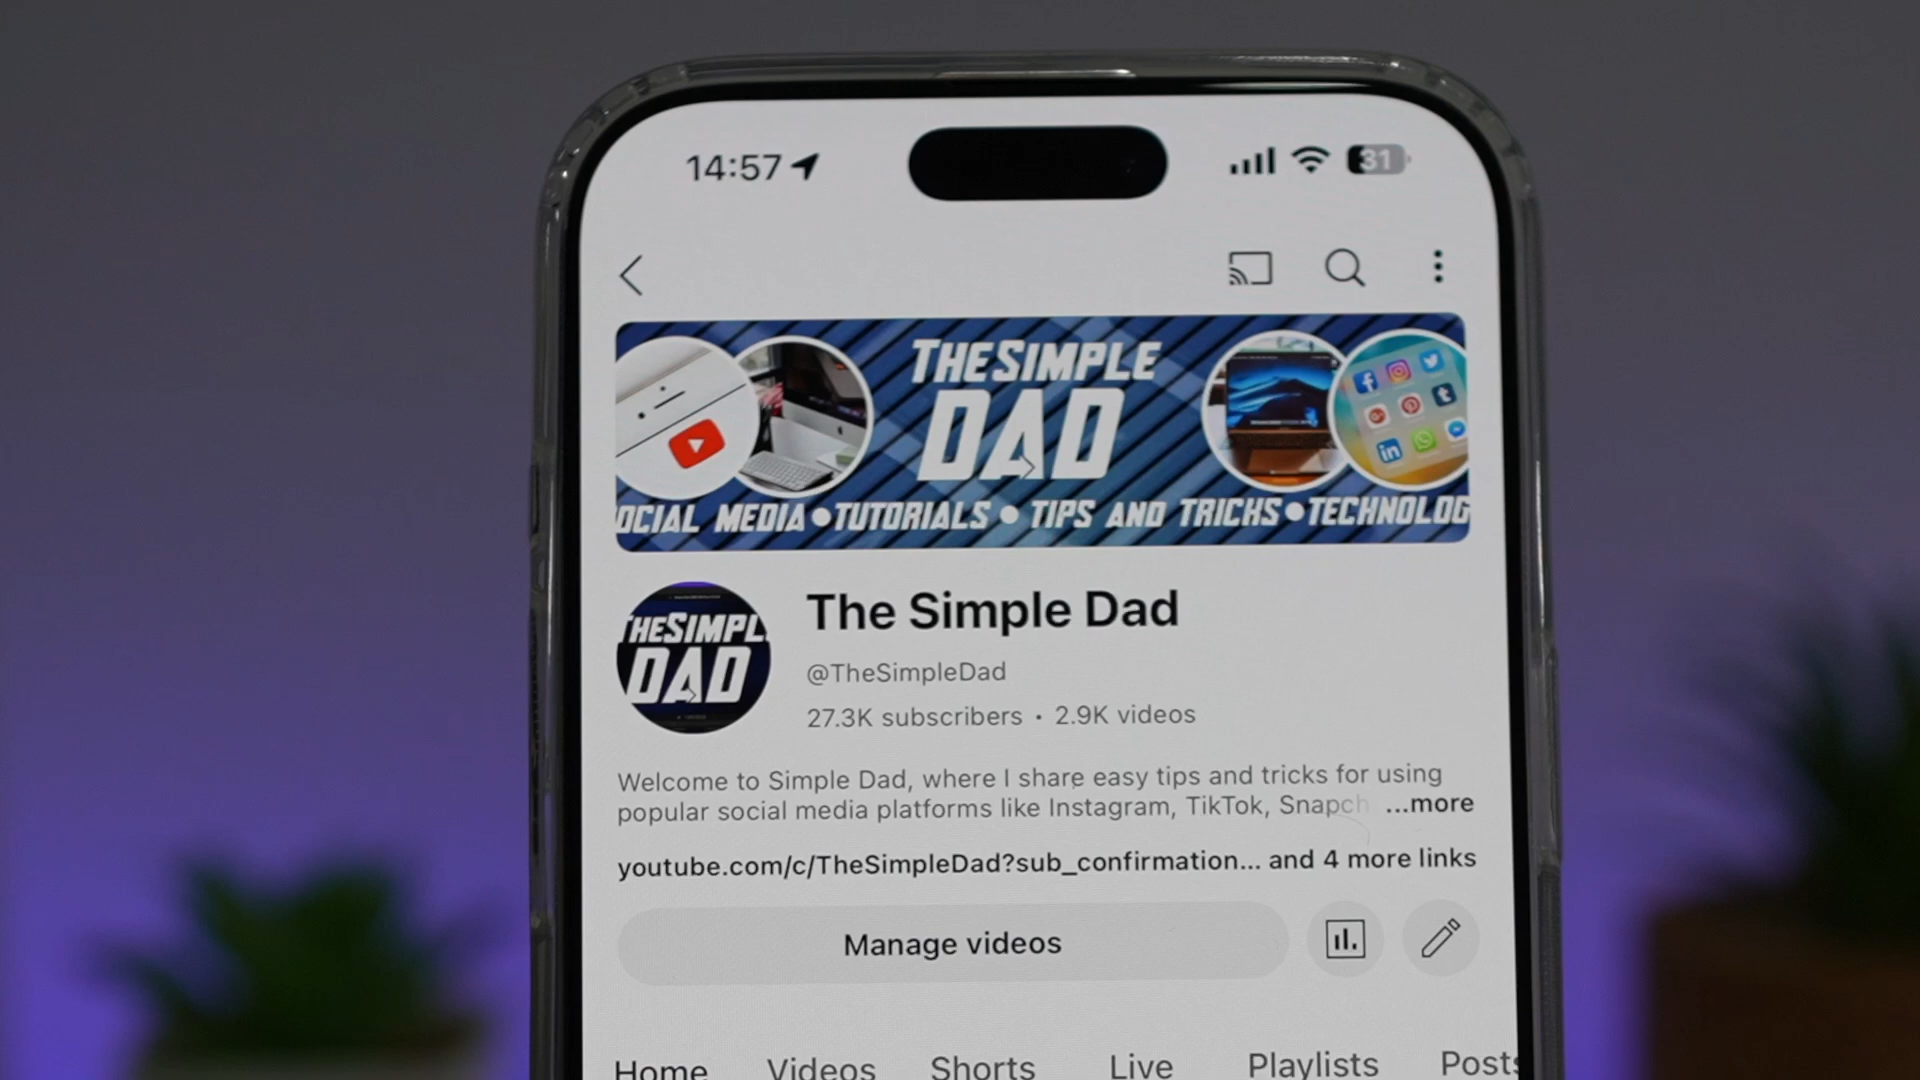 14:57
31
THESIMPLE
DAD
OCIAL MEDIA ● TUTORIALS ● TIPS AND TRICKS ● TECHNOLOG
THESIMPL
DAD
The Simple Dad
@TheSimpleDad
27.3K subscribers • 2.9K videos
Welcome to Simple Dad, where I share easy tips and tricks for using
popular social media platforms like Instagram, TikTok, Snapch ...more
youtube.com/c/TheSimpleDad?sub_confirmation... and 4 more links
Manage videos
Home Videos Shorts Live Playlists Posts